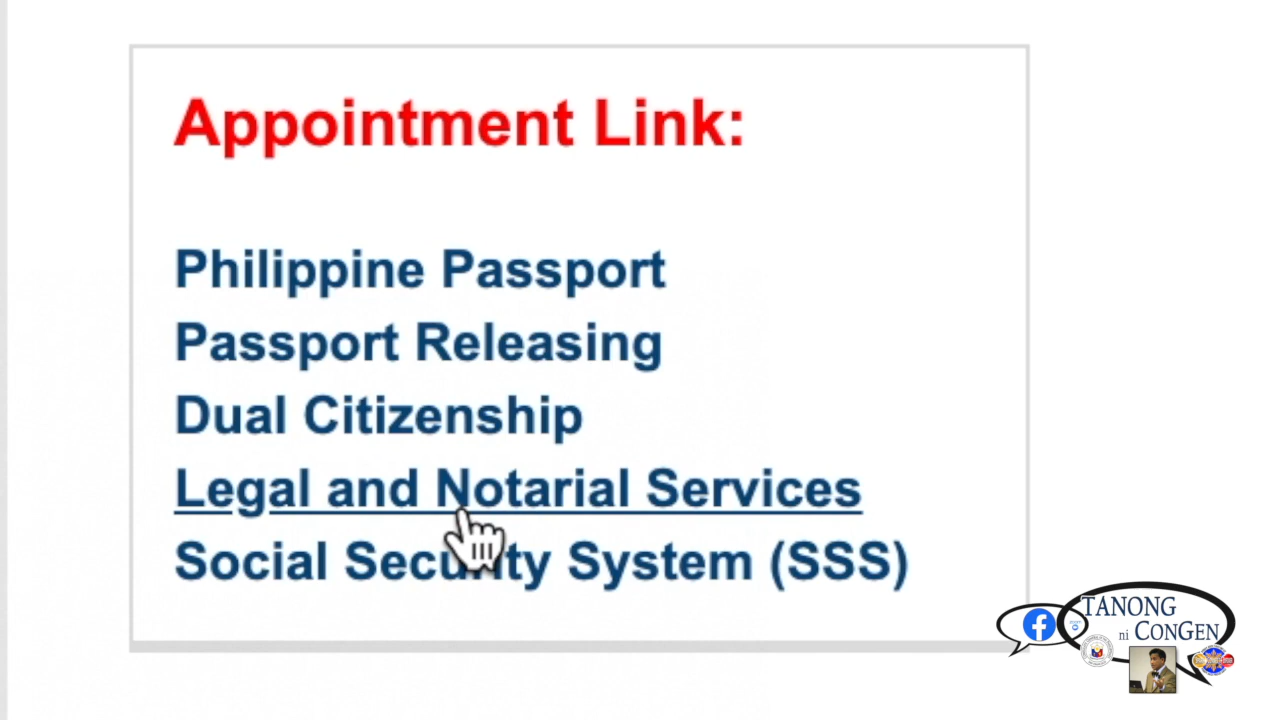 Appointment Link:
Philippine Passport
Passport Releasing
Dual Citizenship
Legal and Notarial Services
Social Security System (SSS)
TANONG
ni CONGEN